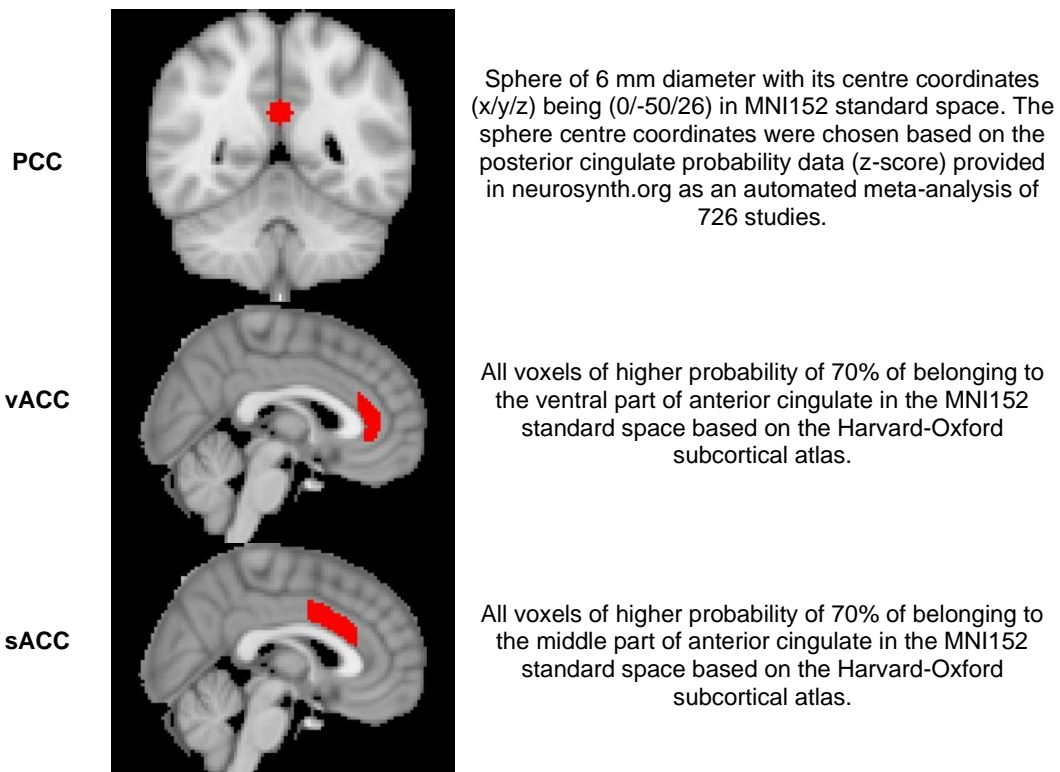 PCC
Sphere of 6 mm diameter with its centre coordinates
(x/y/z) being (0/-50/26) in MNI152 standard space. The
sphere centre coordinates were chosen based on the
posterior cingulate probability data (z-score) provided
in neurosynth.org as an automated meta-analysis of
726 studies.
vACC
All voxels of higher probability of 70% of belonging to
the ventral part of anterior cingulate in the MNI152
standard space based on the Harvard-Oxford
subcortical atlas.
sACC
All voxels of higher probability of 70% of belonging to
the middle part of anterior cingulate in the MNI152
standard space based on the Harvard-Oxford
subcortical atlas.